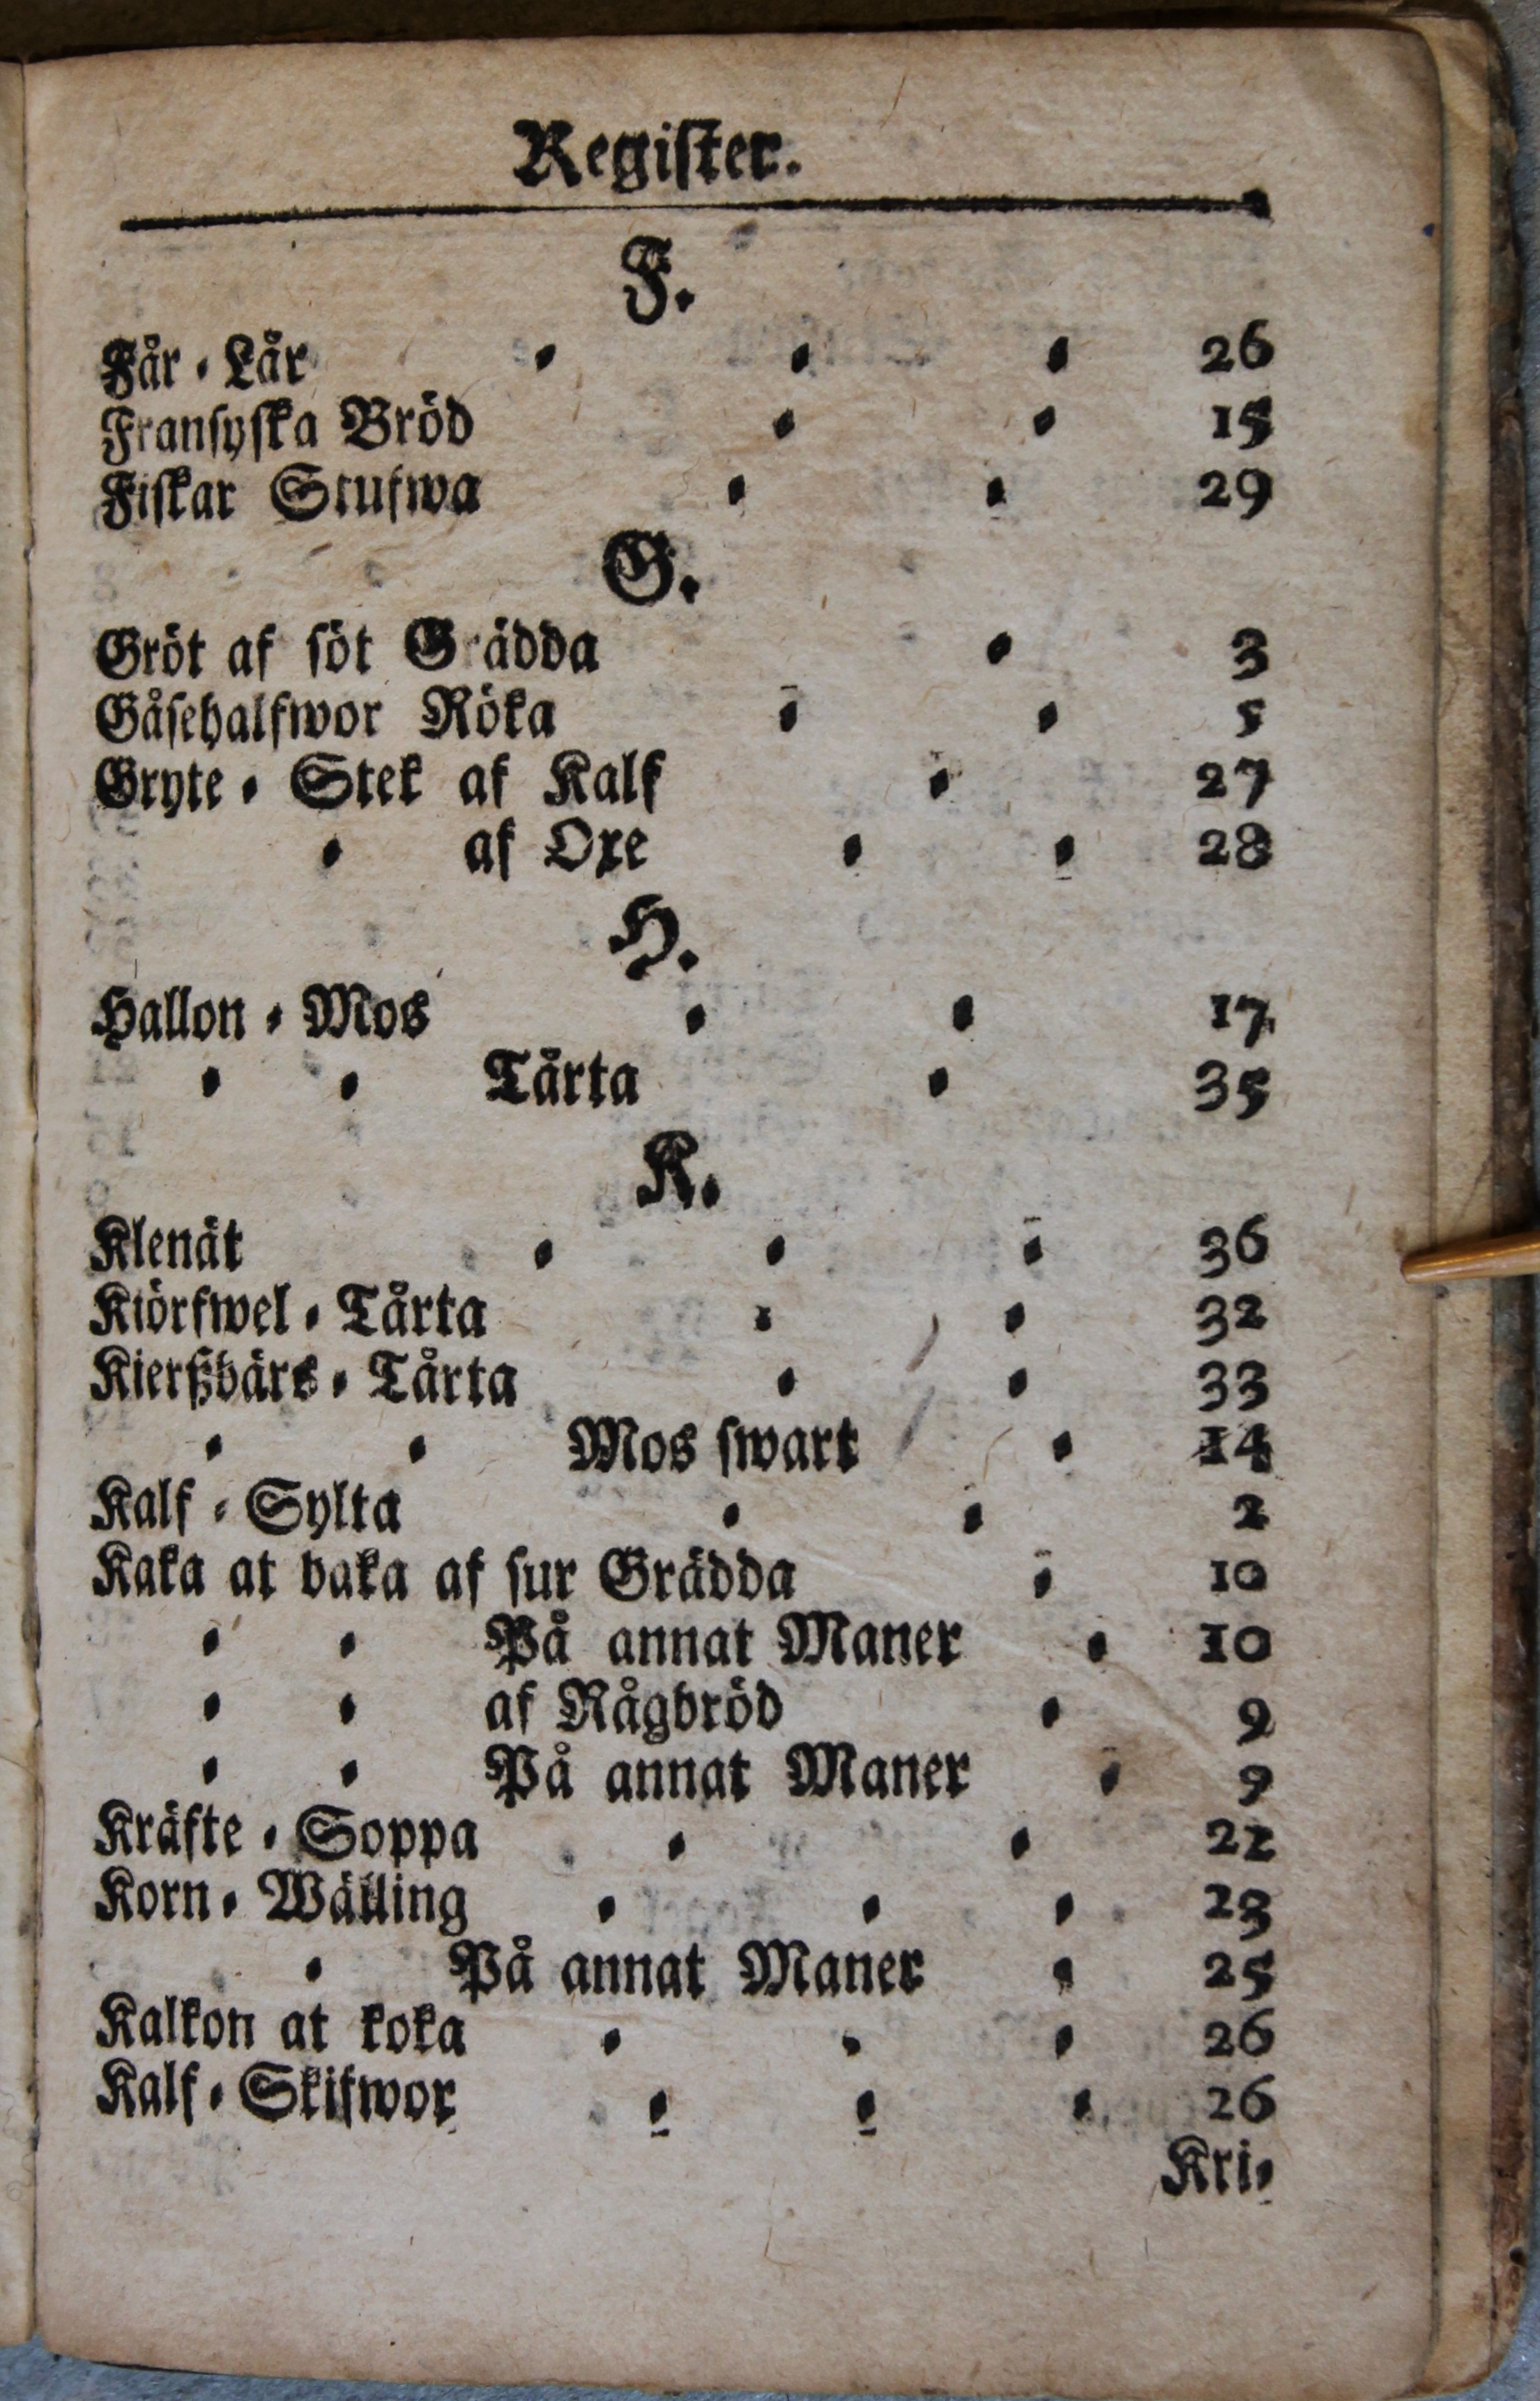 Register.
F.
Får-Lår 26
Fransyska Bröd 15
Fiskar Stufwa 29
G.
Gröt af söt Grädda 3
Gåsehalfwor Röka 5
Gryte-Stek af Kalf 27
- af Oxe 28
H.
Hallon-Mos 17
- - Tårta 35
K.
Klenät 36
Kiörfwel-Tårta 32
Kierßbärs-Tårta 33
- - Mos swart 14
Kalf-Sylta 2
Kaka at baka af sur Grädda 10
- - På annat Maner 10
- - af Rågbröd 9
- - På annat Maner 9
Kräfte-Soppa 22
Korn-Wälling 23
- På annat Maner 25
Kalkon at koka 26
Kalf-Skifwor 26
Kri-